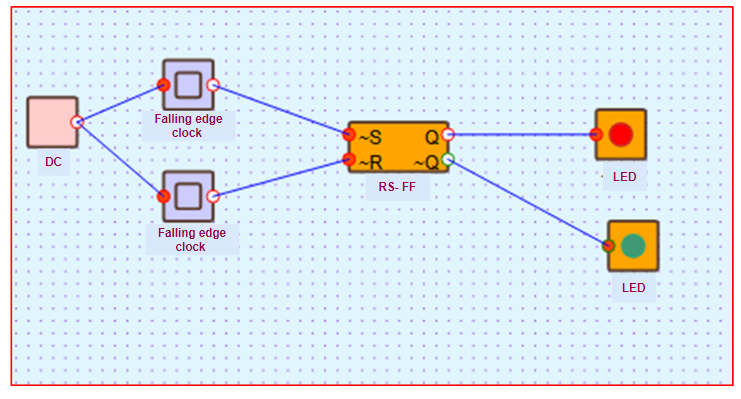 Falling edge
clock
DC
~S Q
~R ~Q
RS- FF
LED
Falling edge
clock
LED